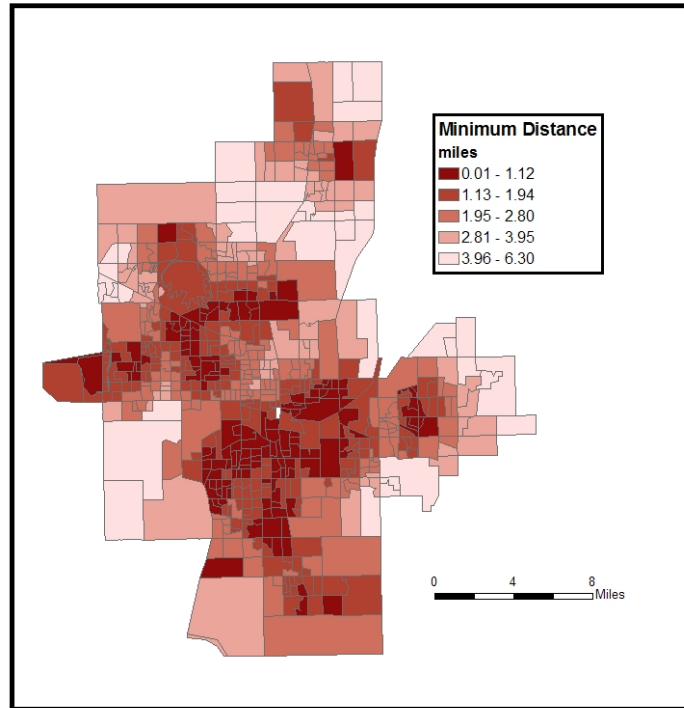 Minimum Distance
miles
0.01 - 1.12
1.13 - 1.94
1.95 - 2.80
2.81 - 3.95
3.96 - 6.30
0 4 8
Miles